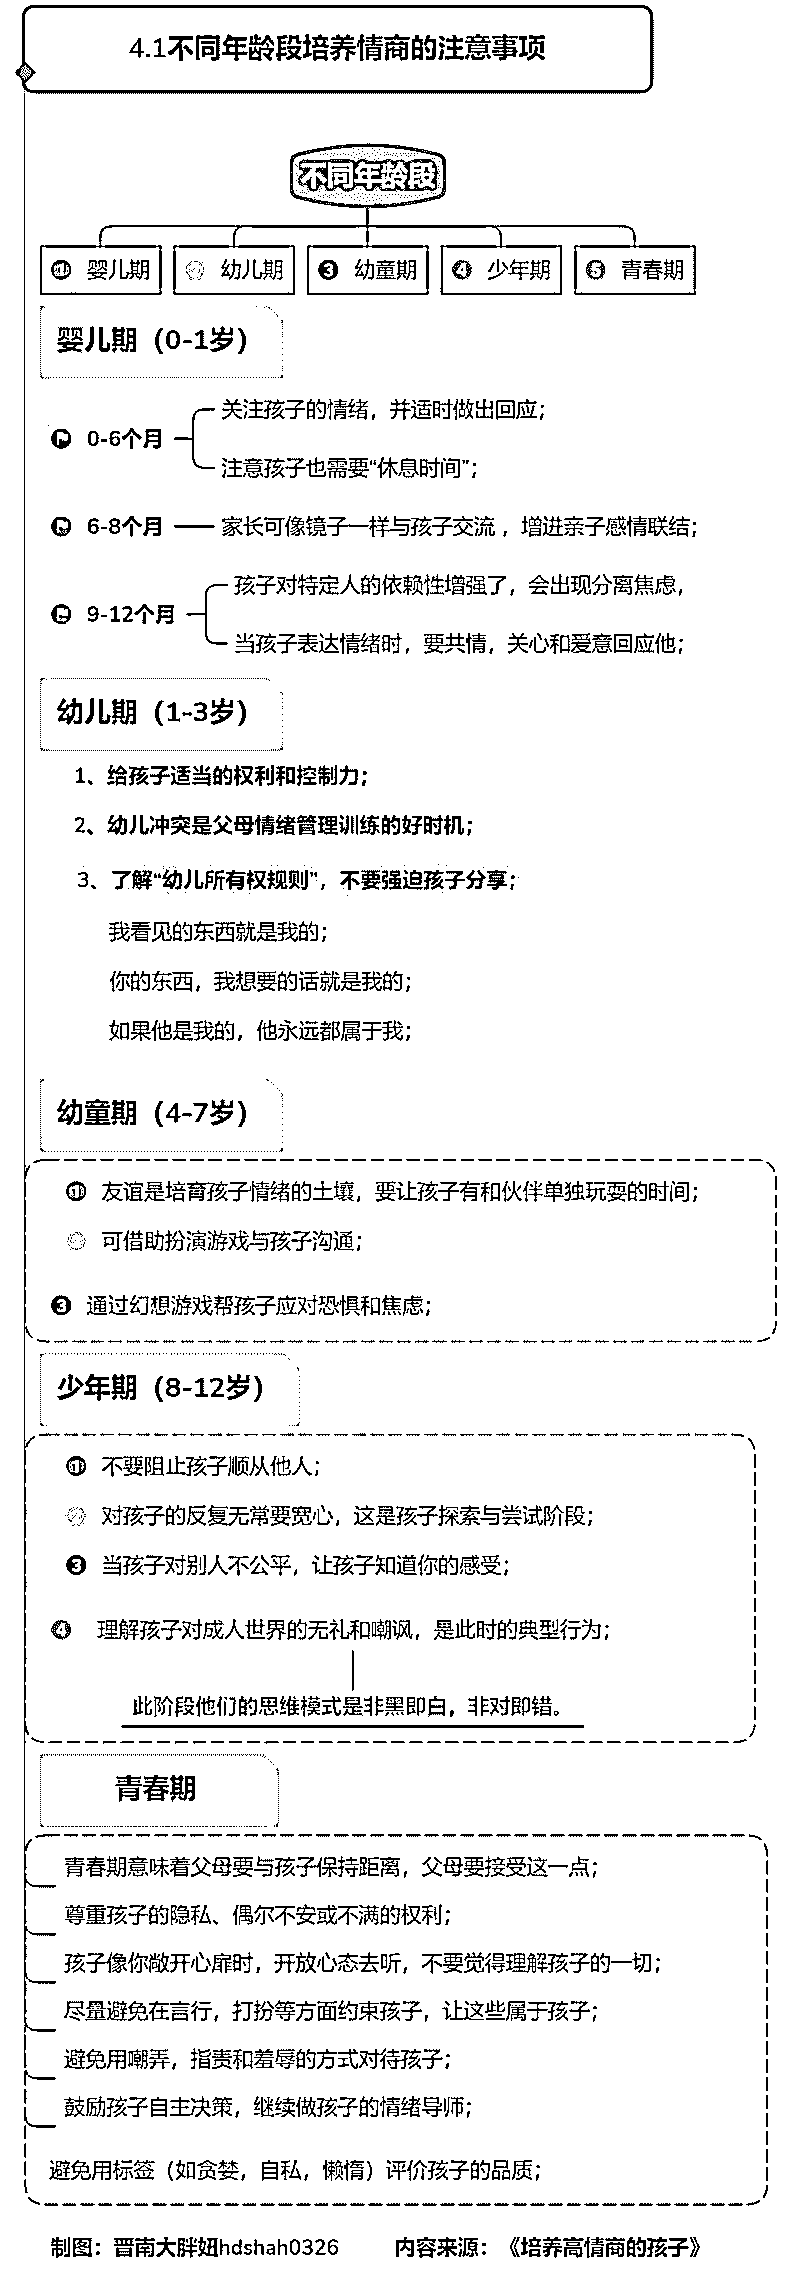 4.1不同年龄段培养情商的注意事项
不同年龄段
① 婴儿期 ② 幼儿期 ❸ 幼童期 ❹ 少年期 ❺ 青春期
婴儿期（0-1岁）
关注孩子的情绪，并适时做出回应；
0-6个月
注意孩子也需要“休息时间”；
6-8个月 家长可像镜子一样与孩子交流 ，增进亲子感情联结；
孩子对特定人的依赖性增强了，会出现分离焦虑，
9-12个月
当孩子表达情绪时，要共情，关心和爱意回应他；
幼儿期（1-3岁）
1、给孩子适当的权利和控制力；
2、幼儿冲突是父母情绪管理训练的好时机；
3、了解“幼儿所有权规则”，不要强迫孩子分享；
我看见的东西就是我的；
你的东西，我想要的话就是我的；
如果他是我的，他永远都属于我；
幼童期（4-7岁）
① 友谊是培育孩子情绪的土壤，要让孩子有和伙伴单独玩耍的时间；
② 可借助扮演游戏与孩子沟通；
❸ 通过幻想游戏帮孩子应对恐惧和焦虑；
少年期（8-12岁）
① 不要阻止孩子顺从他人；
② 对孩子的反复无常要宽心，这是孩子探索与尝试阶段；
❸ 当孩子对别人不公平，让孩子知道你的感受；
❹ 理解孩子对成人世界的无礼和嘲讽，是此时的典型行为；
此阶段他们的思维模式是非黑即白，非对即错。
青春期
青春期意味着父母要与孩子保持距离，父母要接受这一点；
尊重孩子的隐私、偶尔不安或不满的权利；
孩子像你敞开心扉时，开放心态去听，不要觉得理解孩子的一切；
尽量避免在言行，打扮等方面约束孩子，让这些属于孩子；
避免用嘲弄，指责和羞辱的方式对待孩子；
鼓励孩子自主决策，继续做孩子的情绪导师；
避免用标签（如贪婪，自私，懒惰）评价孩子的品质；
制图：晋南大胖妞hdshah0326 内容来源：《培养高情商的孩子》